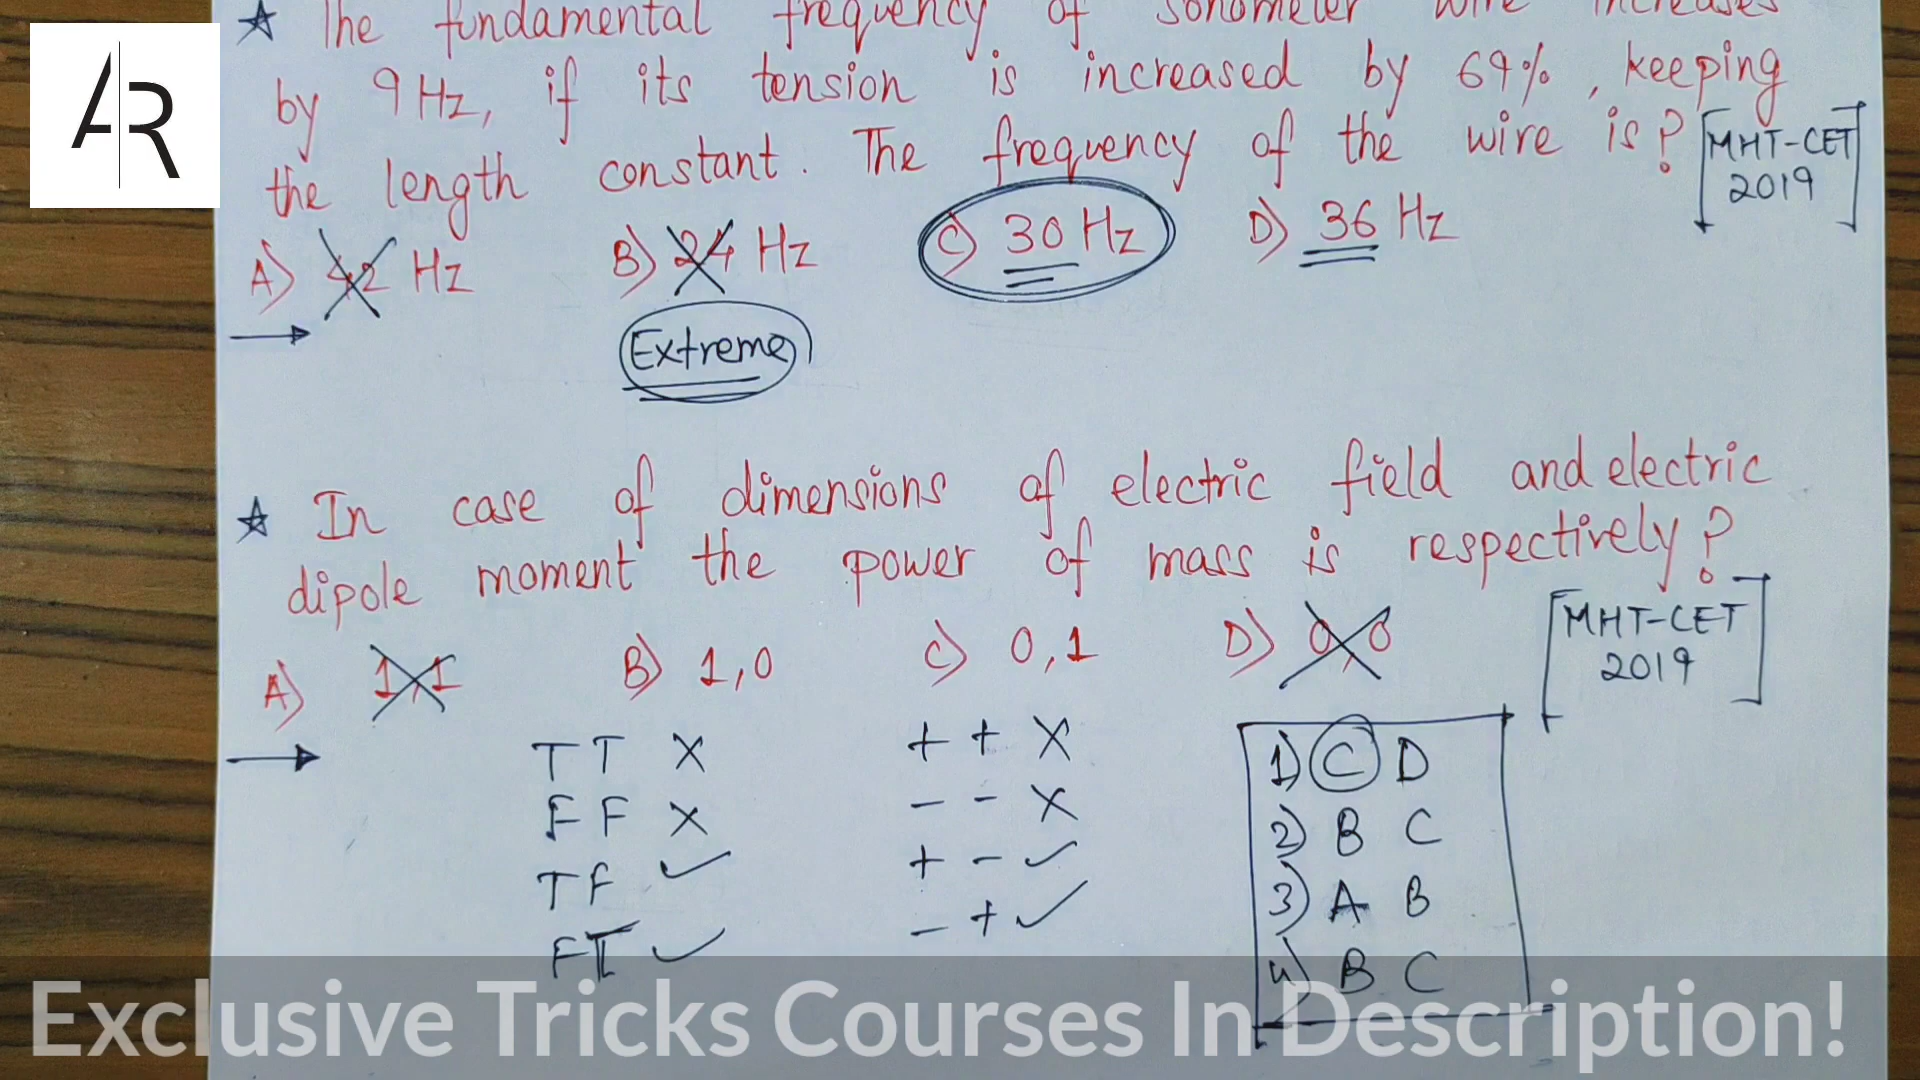 AR
☆ The fundamental frequency of sonometer wire increases
by 9 Hz, if its tension is increased by 69%, keeping
the length constant. The frequency of the wire is?
[MHT-CET
2019]
A) 42 Hz B) 24 Hz C) 30 Hz D) 36 Hz
Extreme
☆ In case of dimensions of electric field and electric
dipole moment the power of mass is respectively?
[MHT-CET
2019]
A) 1,1 B) 1,0 C) 0,1 D) 0,0
T T X
F F X
T F ✓
F T ✓
+ + X
- - X
+ - ✓
- + ✓
1) C D
2) B C
3) A B
4) B C
Exclusive Tricks Courses In Description!